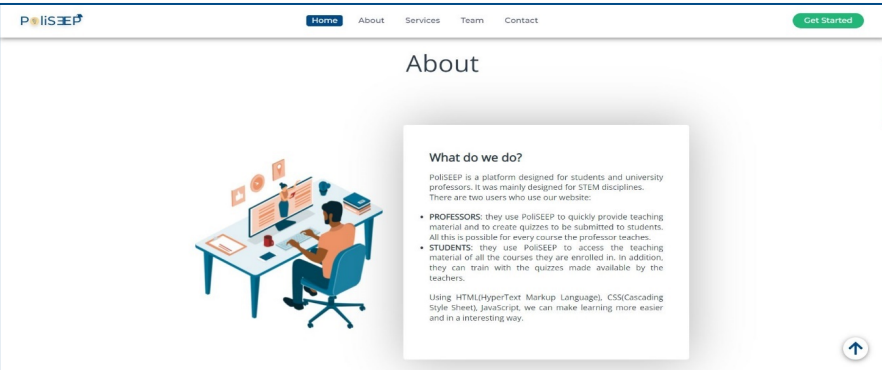 PoliSEEP
Home About Services Team Contact
Get Started
About
What do we do?
PoliSEEP is a platform designed for students and university
professors. It was mainly designed for STEM disciplines.
There are two users who use our website:
• PROFESSORS: they use PoliSEEP to quickly provide teaching
material and to create quizzes to be submitted to students.
All this is possible for every course the professor teaches.
• STUDENTS: they use PoliSEEP to access the teaching
material of all the courses they are enrolled in. In addition,
they can train with the quizzes made available by the
teachers.
Using HTML(HyperText Markup Language), CSS(Cascading
Style Sheet), JavaScript, we can make learning more easier
and in a interesting way.